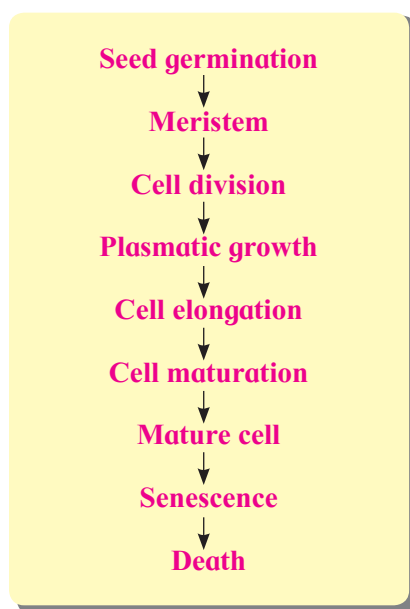 Seed germination
Meristem
Cell division
Plasmatic growth
Cell elongation
Cell maturation
Mature cell
Senescence
Death